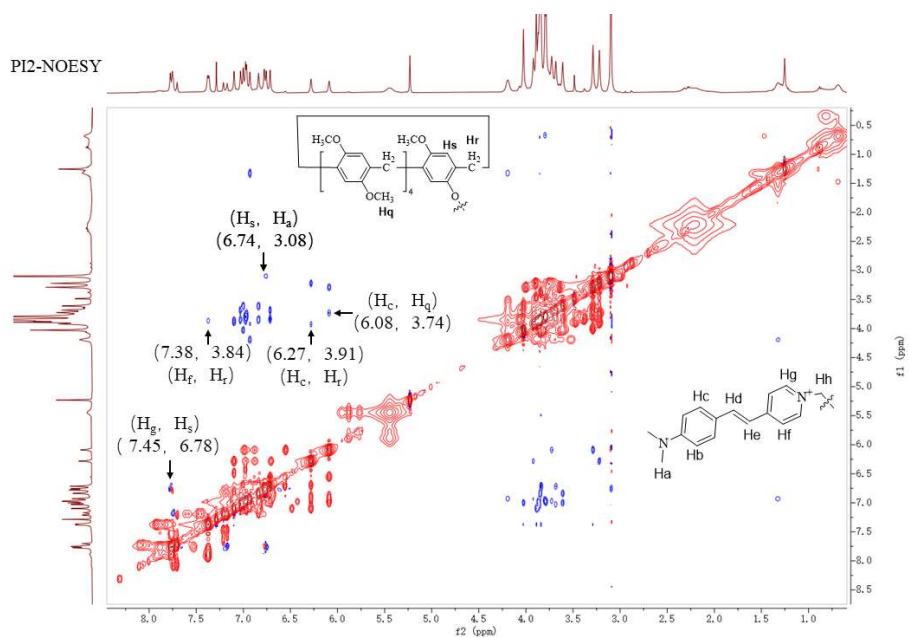 PI2-NOESY
OCH3
CH2
OCH3
Hs
Hr
CH2
OCH3
4
O
Hq
(Hs, Ha)
(6.74, 3.08)
(Hc, Hq)
(6.08, 3.74)
(7.38, 3.84)
(Hf, Hr)
(6.27, 3.91)
(Hc, Hr)
(Hg, Hs)
(7.45, 6.78)
Hg
Hh
Hc
Hd
N+
He
Hf
N
Hb
Ha
0.5
1.0
1.5
2.0
2.5
3.0
3.5
4.0
4.5
5.0
5.5
6.0
6.5
7.0
7.5
8.0
8.5
f1 (ppm)
8.0 7.5 7.0 6.5 6.0 5.5 5.0 4.5 4.0 3.5 3.0 2.5 2.0 1.5 1.0
f2 (ppm)